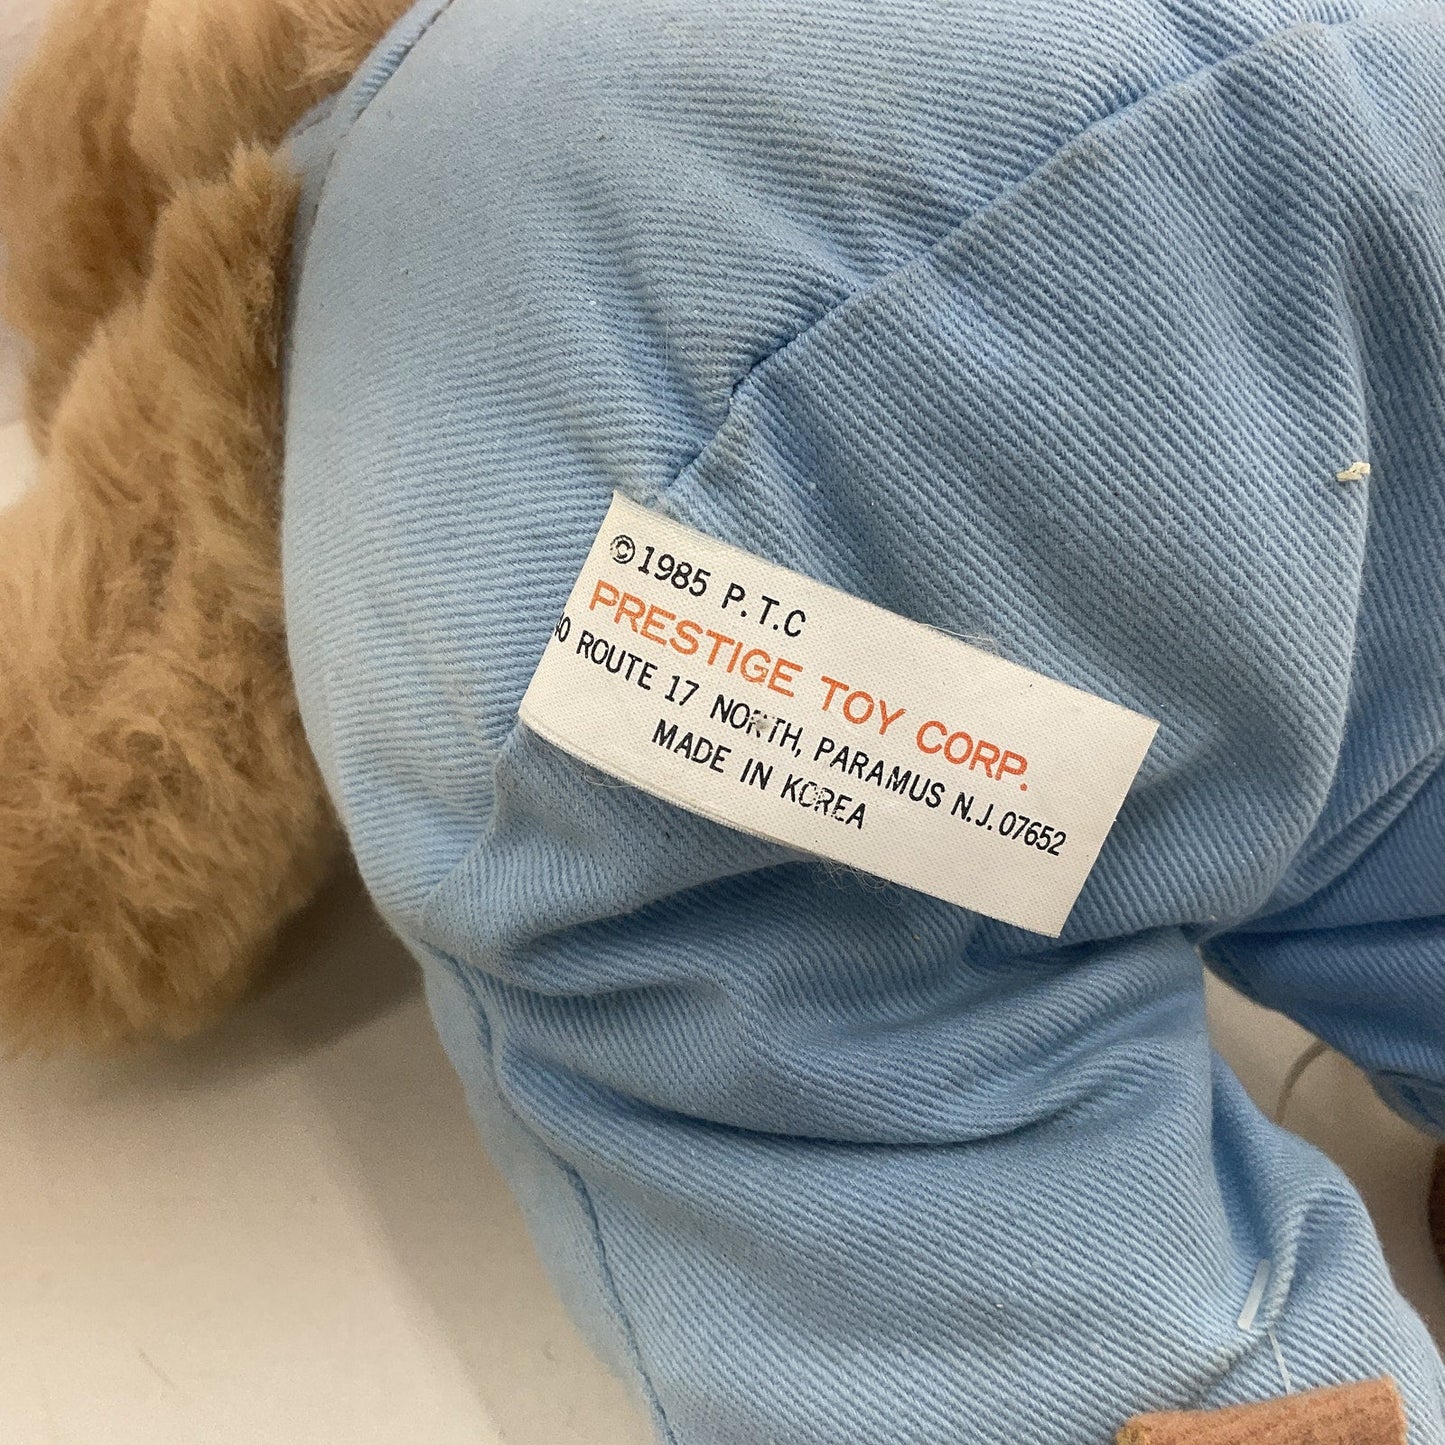 ©1985 P.T.C
PRESTIGE TOY CORP.
ROUTE 17 NORTH, PARAMUS N.J. 07652
MADE IN KOREA